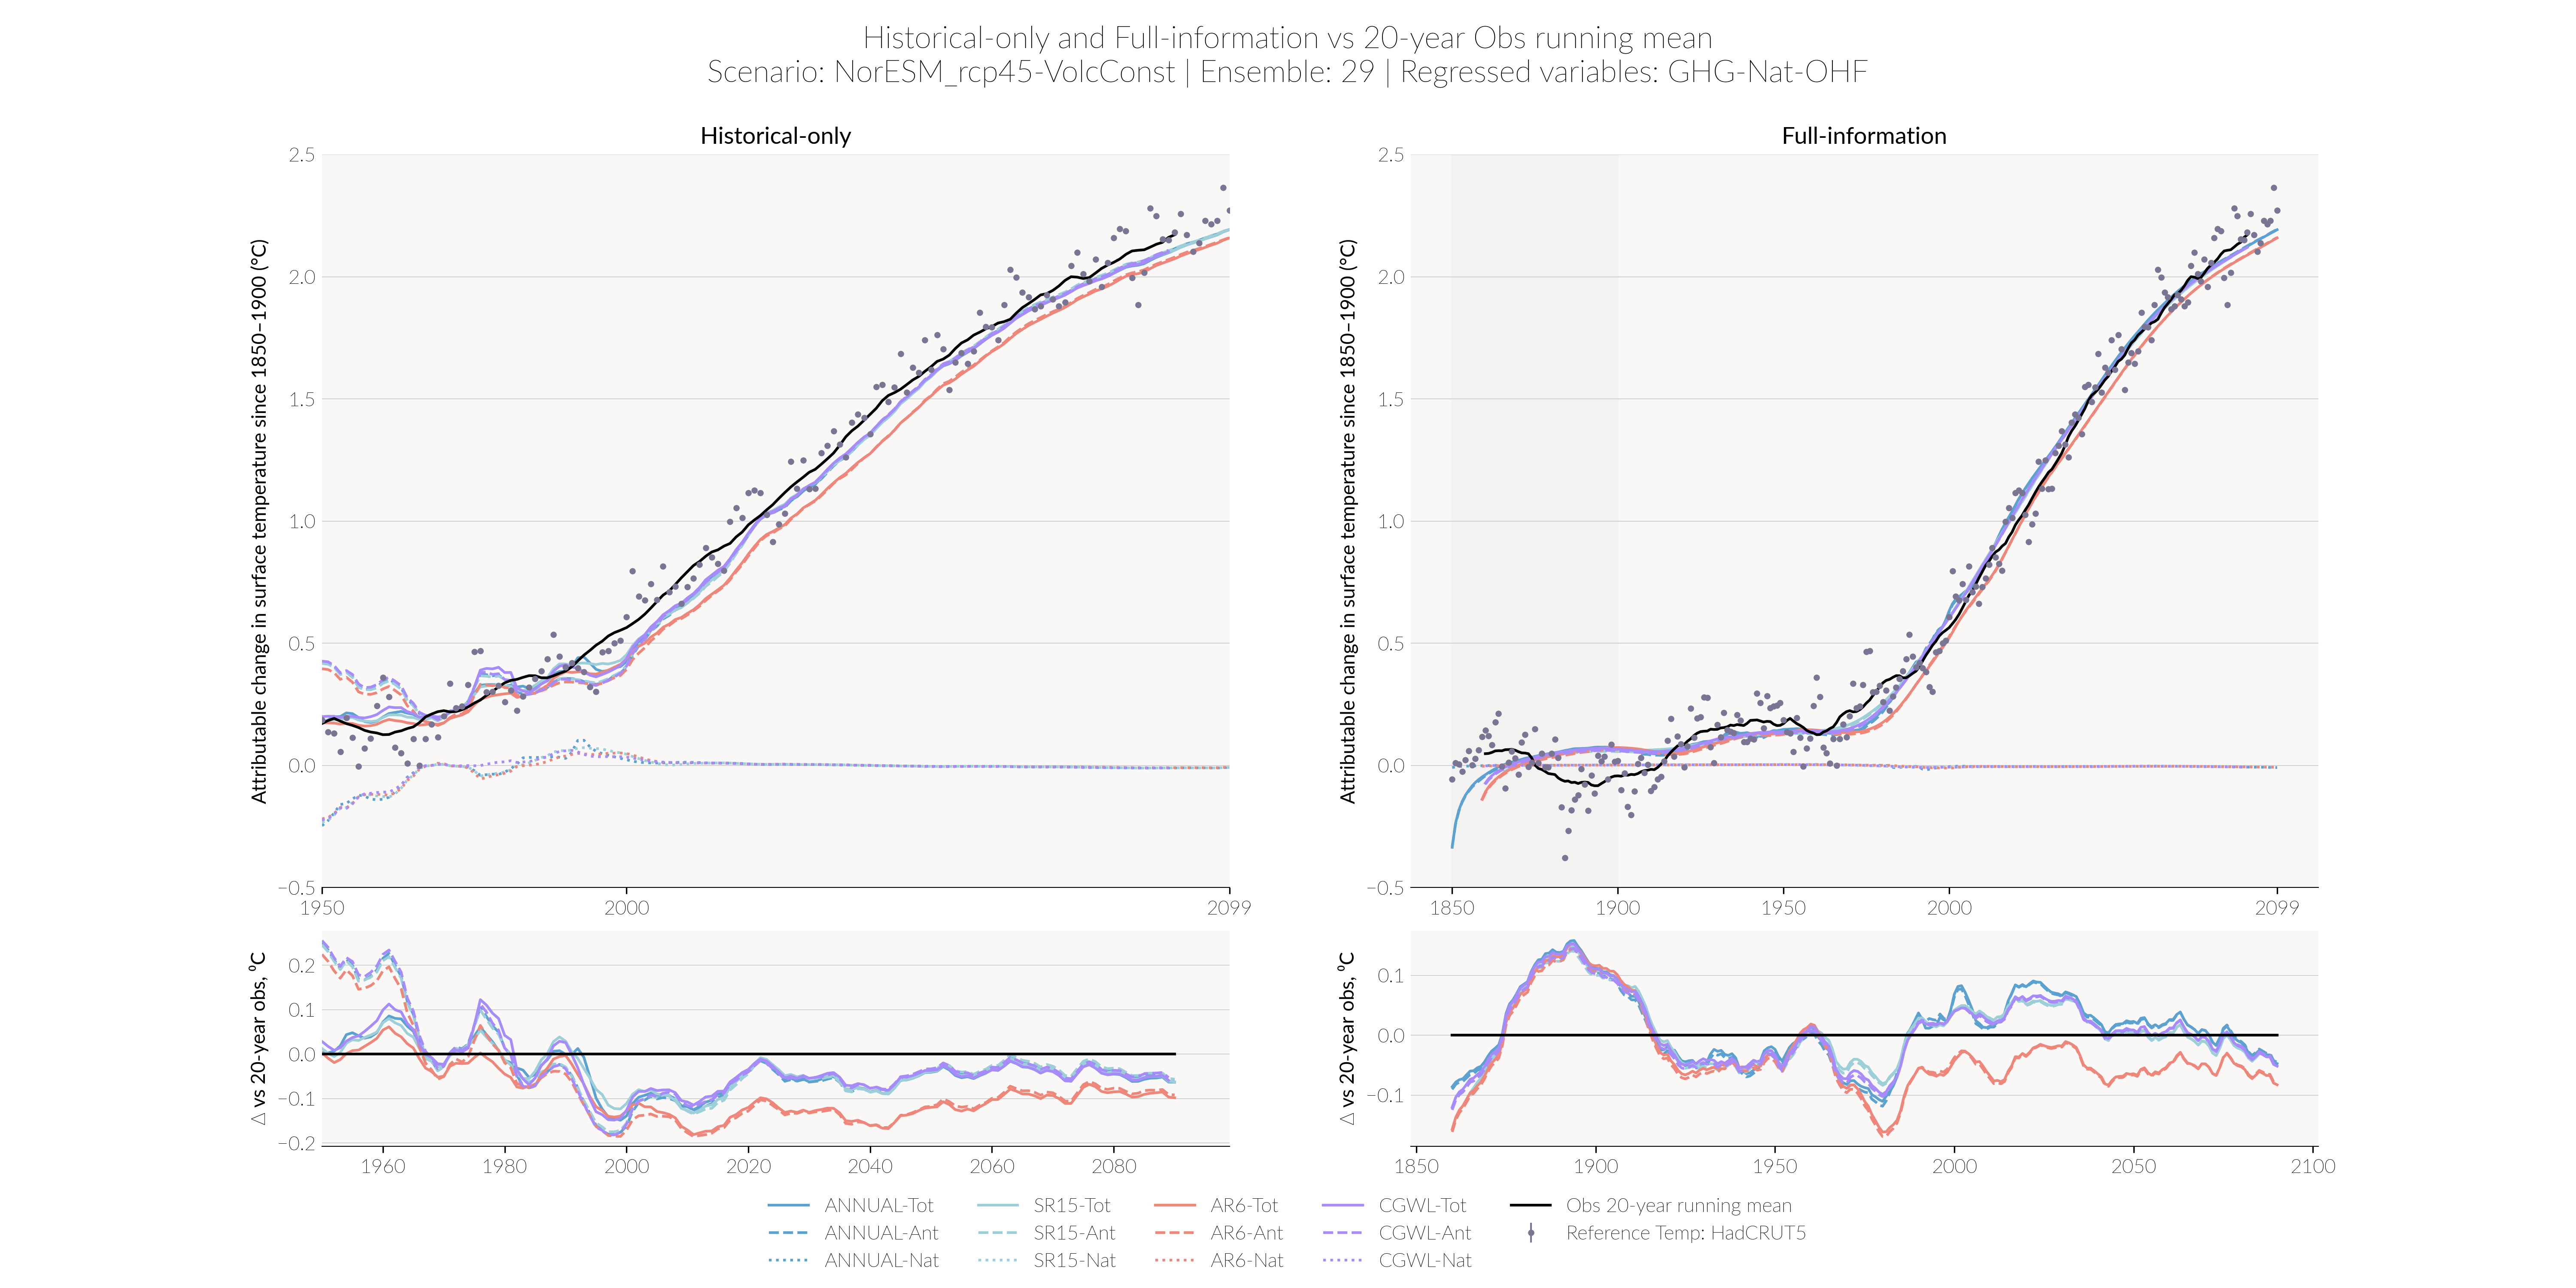 Historical-only and Full-information vs 20-year Obs running mean
Scenario: NorESM_rcp45-VolcConst | Ensemble: 29 | Regressed variables: GHG-Nat-OHF
Historical-only
Attributable change in surface temperature since 1850–1900 (°C)
2.5
2.0
1.5
1.0
0.5
0.0
−0.5
1950
2000
2099
Δ vs 20-year obs, ⁰C
0.2
0.1
0.0
−0.1
−0.2
1960
1980
2000
2020
2040
2060
2080
Full-information
Attributable change in surface temperature since 1850–1900 (°C)
2.5
2.0
1.5
1.0
0.5
0.0
−0.5
1850
1900
1950
2000
2099
Δ vs 20-year obs, ⁰C
0.1
0.0
−0.1
1850
1900
1950
2000
2050
2100
ANNUAL-Tot
ANNUAL-Ant
ANNUAL-Nat
SR15-Tot
SR15-Ant
SR15-Nat
AR6-Tot
AR6-Ant
AR6-Nat
CGWL-Tot
CGWL-Ant
CGWL-Nat
Obs 20-year running mean
Reference Temp: HadCRUT5